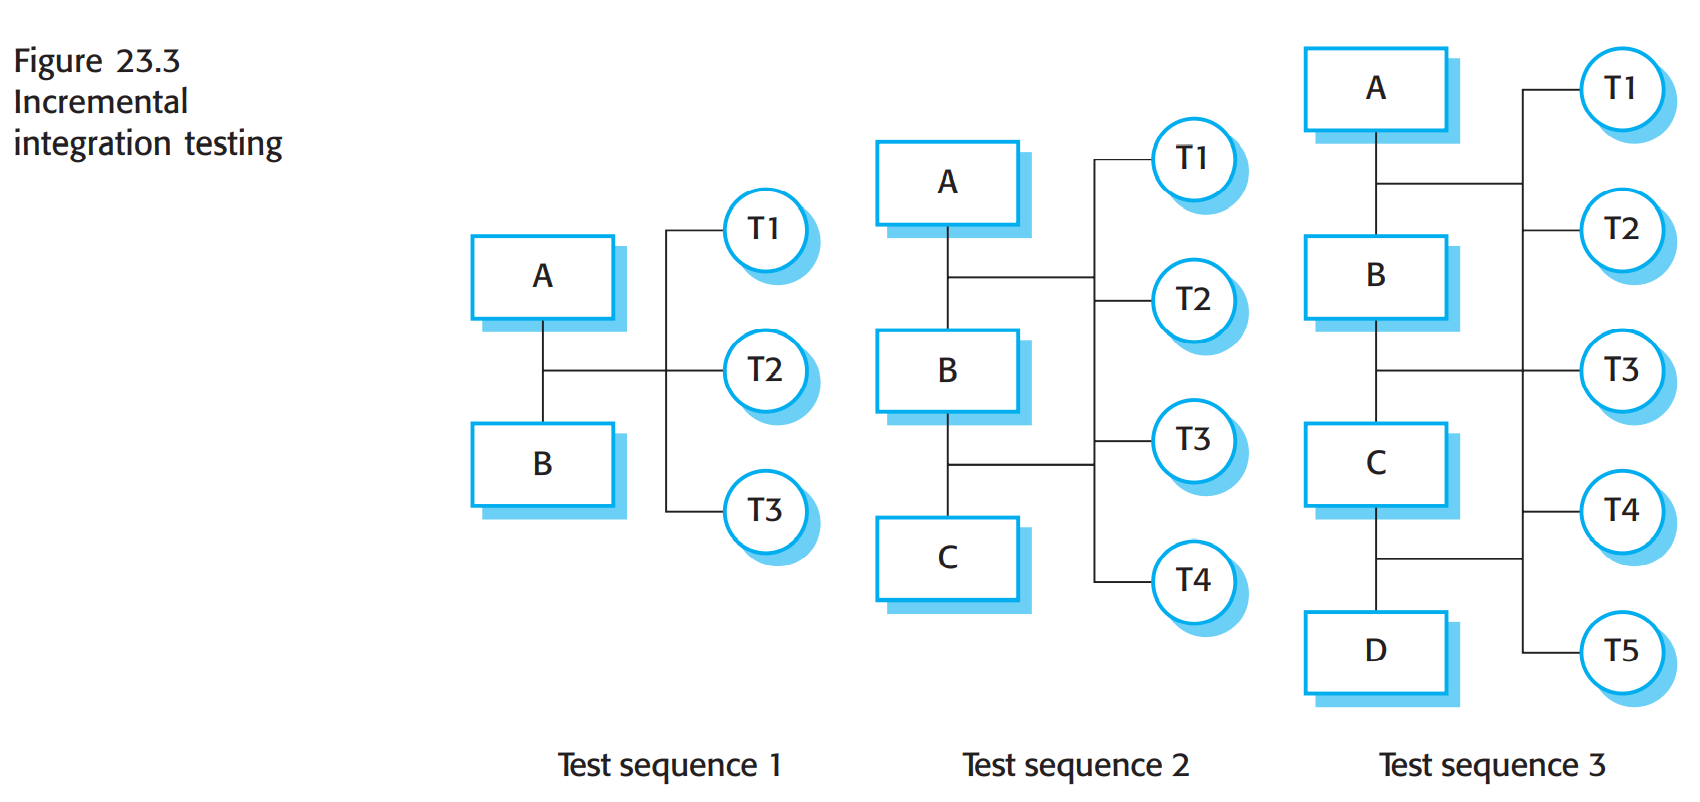 Figure 23.3
Incremental
integration testing
A
B
T1
T2
T3
Test sequence 1
A
B
C
T1
T2
T3
T4
Test sequence 2
A
B
C
D
T1
T2
T3
T4
T5
Test sequence 3